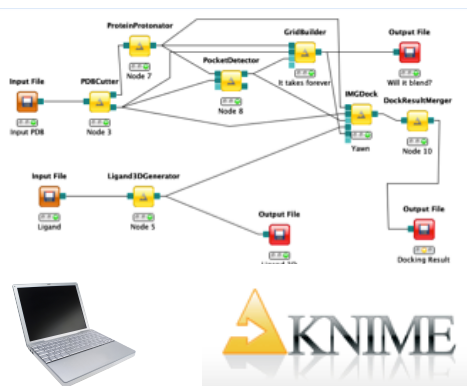 ProteinProtonator
Node 7
GridBuilder
It takes forever
Output File
Will it blend?
PocketDetector
Node 8
Input File
Input PDB
PDBCutter
Node 3
IMGDock
Yawn
DockResultMerger
Node 10
Input File
Ligand
Ligand3DGenerator
Node 5
Output File
Output File
Docking Result
KNIME